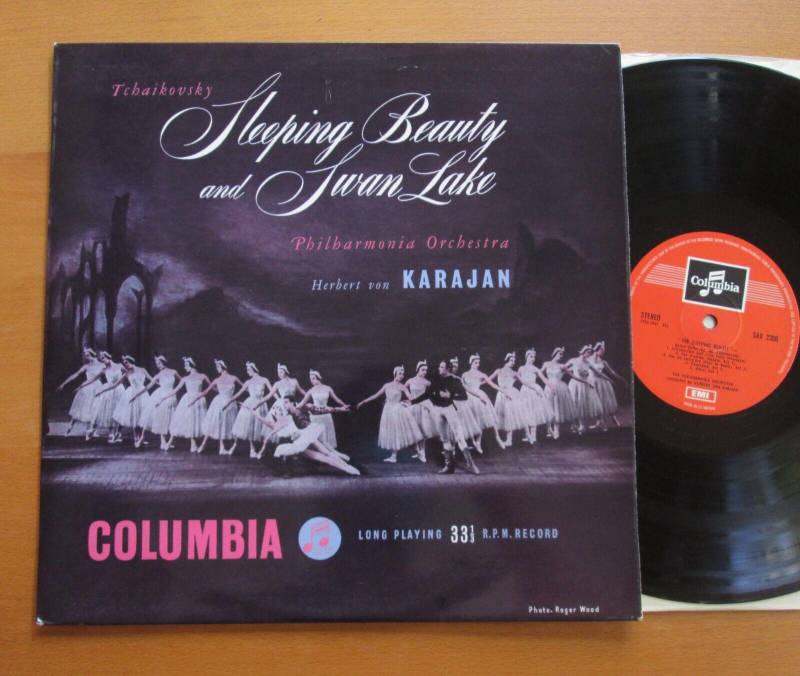 Tchaikovsky
Sleeping Beauty
and Swan Lake
Philharmonia Orchestra
Herbert von KARAJAN
COLUMBIA
LONG PLAYING 33⅓ R.P.M. RECORD
Photo. Roger Wood
Columbia
STEREO
SAX 2306
EMI